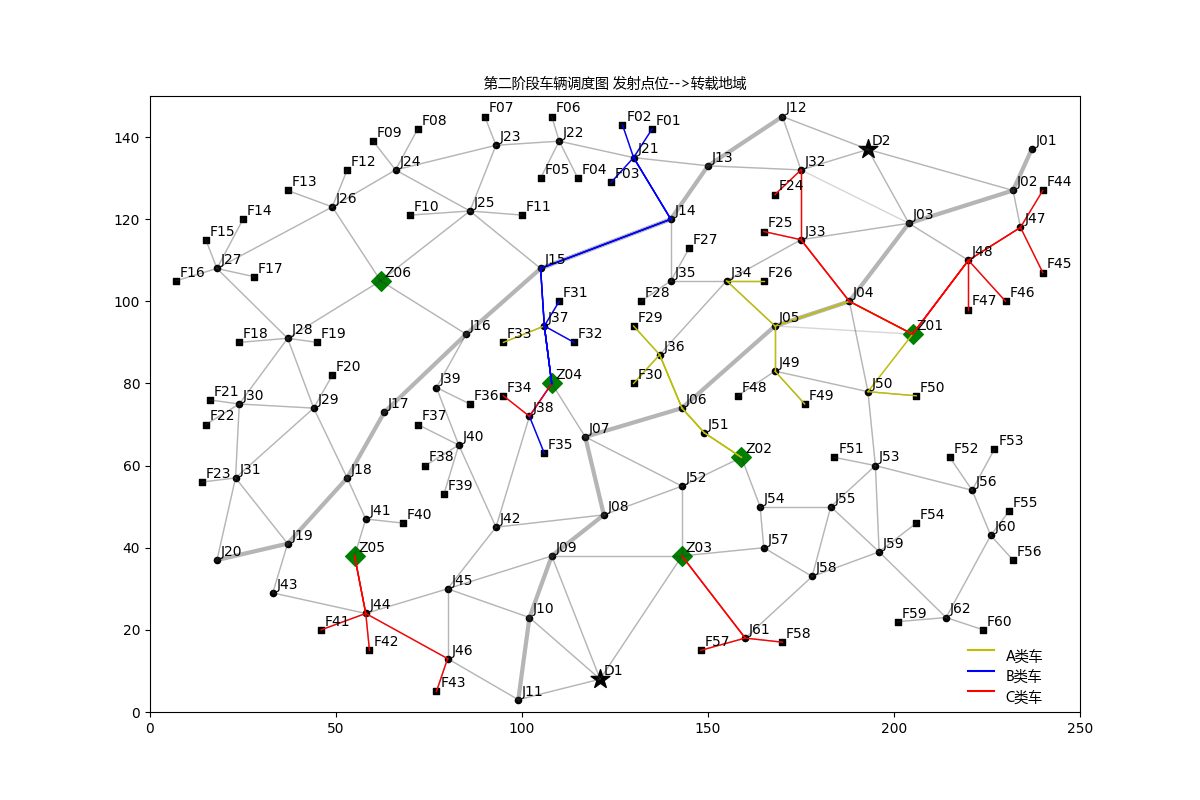 第二阶段车辆调度图 发射点位-->转载地域
140
120
100
80
60
40
20
0
0 50 100 150 200 250
F07 F06 J12
F08 F02 F01
F09 J23 J22 J21 J13 D2 J01
F12 J24 F05 F04 F03 J32
F13 F24 J02 F44
J26 J25
F14 F10 F11 J14 J03 J47
F15 F25 J33
F27 J48
F16 J27 F17 Z06 J15 J35 J34 F26 F45
F28 F31 J04 F46
F29 F47
J16 J37 J05 Z01
F18 J28 F19 F33 F32
J36
F20 J39 Z04 F30 J49 J50 F50
F21 J30 J29 J17 F36 F34 F48 F49
F22 F37 J38 J06
J51
J40 J07
F38 F35 Z02 F51 J53 F52 F53
F23 J31 J18 F39 J52 J56
J41 F40 J42 J08 J54 J55 F54 F55
J20 J19 Z05 J09 Z03 J57 J59 J60 F56
J43 J45 J58
J44 J10 J62
F41 F42 J46 F57 J61 F58 F59 F60
F43 J11 D1
A类车
B类车
C类车